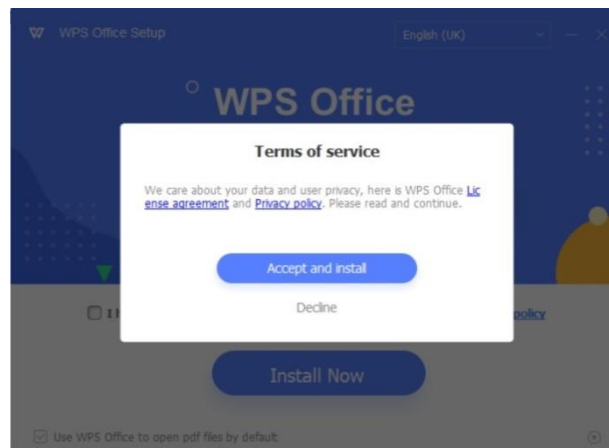 WPS Office Setup
English (UK)
WPS Office
Terms of service
We care about your data and user privacy, here is WPS Office Lic
ense agreement and Privacy policy. Please read and continue.
Accept and install
Decline
policy
Install Now
Use WPS Office to open pdf files by default